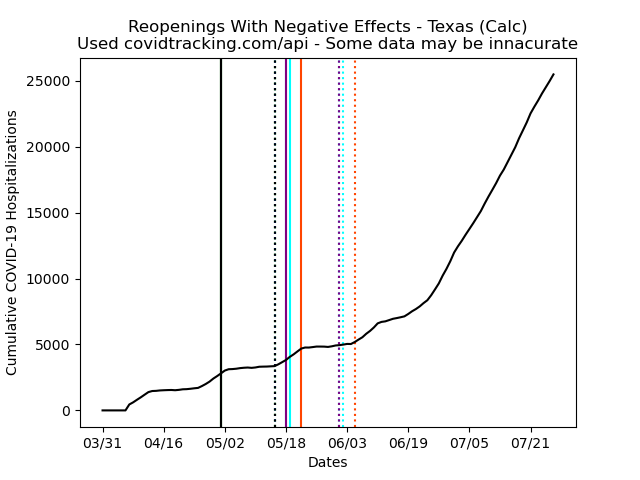 Reopenings With Negative Effects - Texas (Calc)
Used covidtracking.com/api - Some data may be innacurate
Cumulative COVID-19 Hospitalizations
25000
20000
15000
10000
5000
0
03/31 04/16 05/02 05/18 06/03 06/19 07/05 07/21
Dates